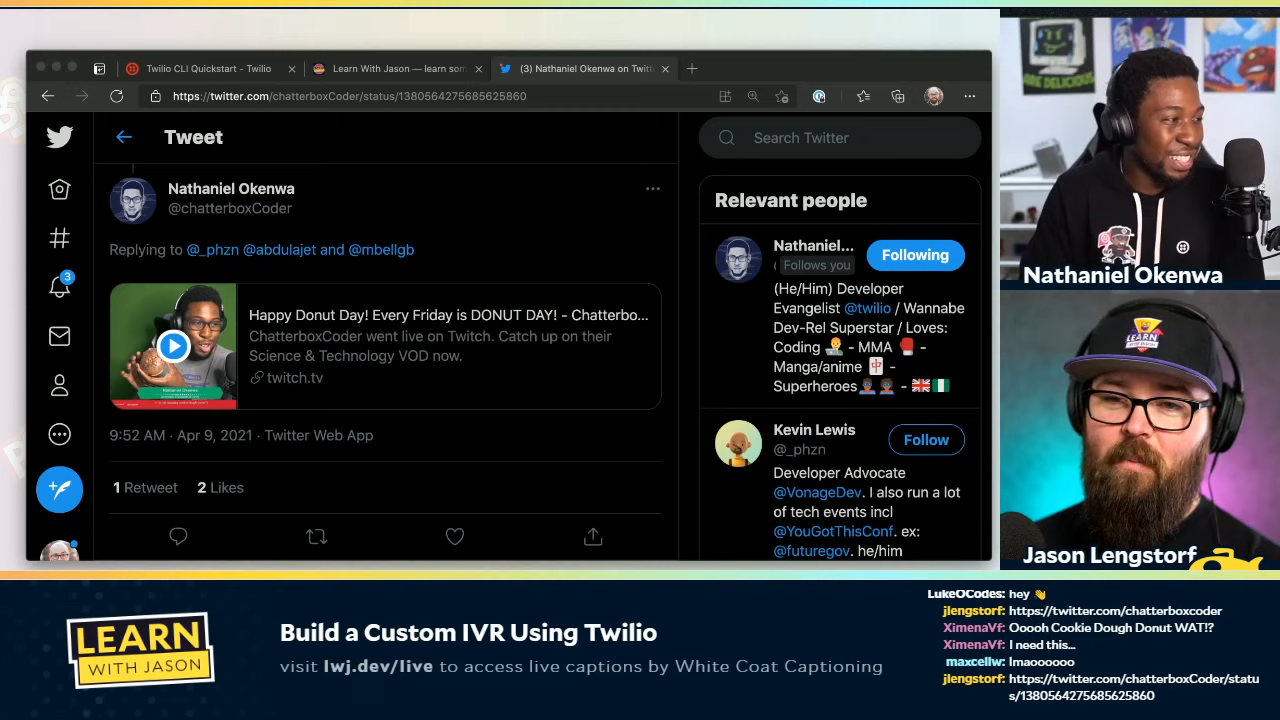 Twilio CLI Quickstart - Twilio
Learn With Jason — learn som
(3) Nathaniel Okenwa on Twitt
https://twitter.com/chatterboxCoder/status/1380564275685625860
3
Tweet
Nathaniel Okenwa
@chatterboxCoder
Replying to @_phzn @abdulajet and @mbellgb
Happy Donut Day! Every Friday is DONUT DAY! - Chatterbo...
ChatterboxCoder went live on Twitch. Catch up on their
Science & Technology VOD now.
twitch.tv
9:52 AM · Apr 9, 2021 · Twitter Web App
1 Retweet 2 Likes
Search Twitter
Relevant people
Nathaniel...
Follows you
Following
(He/Him) Developer
Evangelist @twilio / Wannabe
Dev-Rel Superstar / Loves:
Coding 👨‍💻 - MMA 🥊 -
Manga/anime 🀄 -
Superheroes🦹🏿🦹🏿 - 🇬🇧🇳🇬
Kevin Lewis
@_phzn
Follow
Developer Advocate
@VonageDev. I also run a lot
of tech events incl
@YouGotThisConf. ex:
@futuregov. he/him
ARE DELICIOUS
Nathaniel Okenwa
LEARN
Jason Lengstorf
LEARN
WITH JASON
Build a Custom IVR Using Twilio
visit lwj.dev/live to access live captions by White Coat Captioning
LukeOCodes: hey 👋
jlengstorf: https://twitter.com/chatterboxcoder
XimenaVf: Ooooh Cookie Dough Donut WAT!?
XimenaVf: I need this...
maxcellw: lmaoooooo
jlengstorf: https://twitter.com/chatterboxCoder/statu
s/1380564275685625860